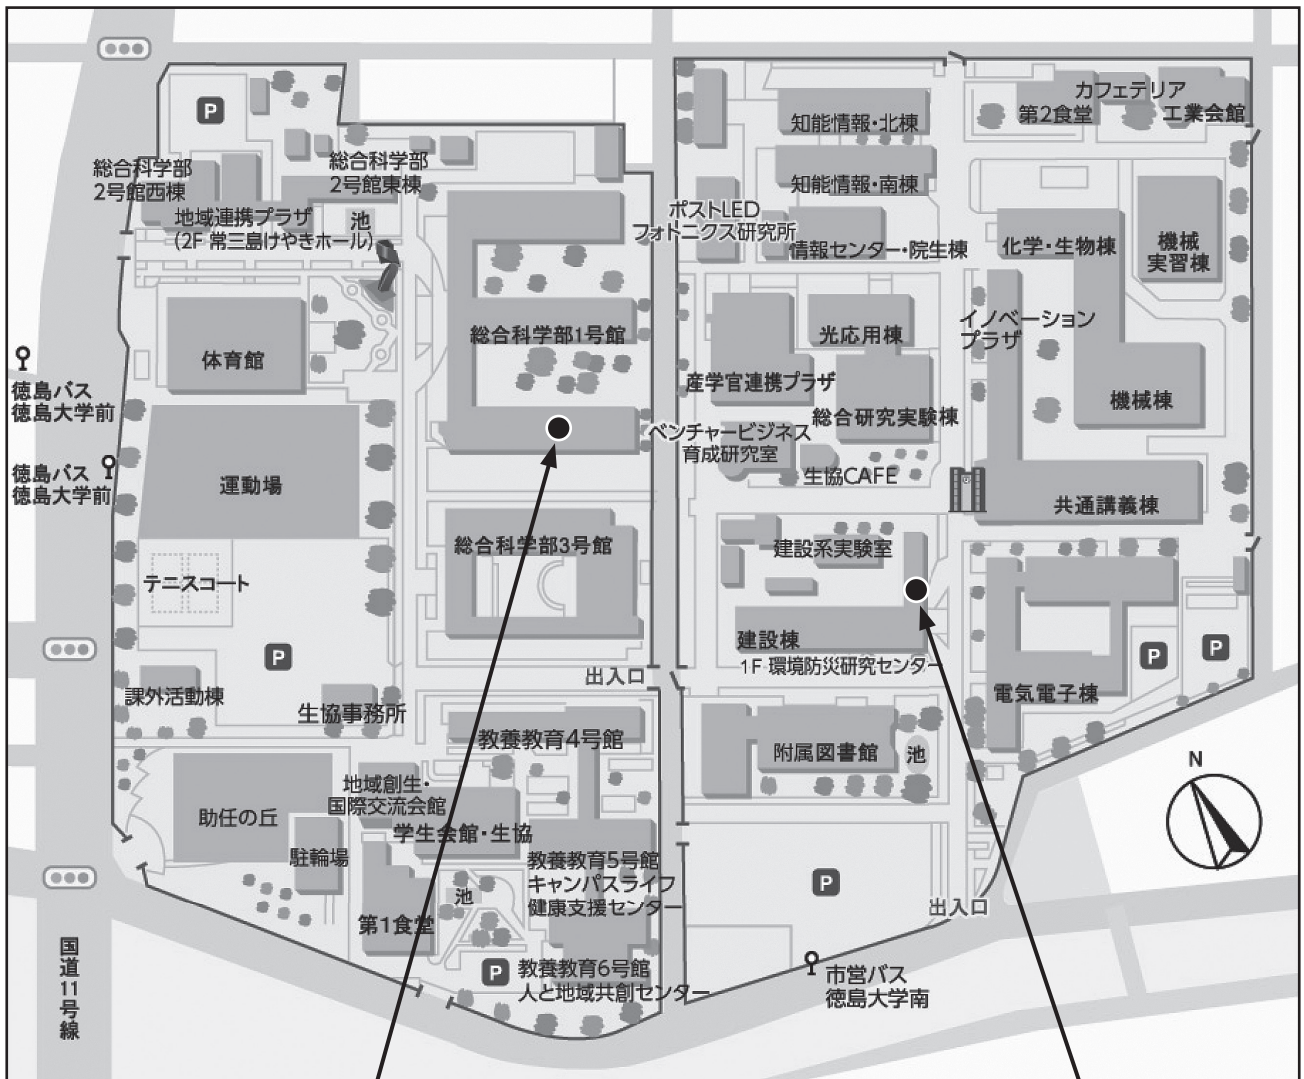 P
総合科学部
2号館西棟
総合科学部
2号館東棟
地域連携プラザ
(2F 常三島けやきホール)
池
体育館
徳島バス
徳島大学前
徳島バス
徳島大学前
運動場
テニスコート
P
課外活動棟
生協事務所
総合科学部1号館
総合科学部3号館
出入口
教養教育4号館
地域創生・
国際交流会館
学生会館・生協
助任の丘
駐輪場
第1食堂
池
教養教育5号館
キャンパスライフ
健康支援センター
P
教養教育6号館
人と地域共創センター
国道11号線
知能情報・北棟
知能情報・南棟
ポストLED
フォトニクス研究所
情報センター・院生棟
カフェテリア
第2食堂
工業会館
化学・生物棟
機械
実習棟
イノベーション
プラザ
光応用棟
産学官連携プラザ
総合研究実験棟
機械棟
ベンチャービジネス
育成研究室
生協CAFE
共通講義棟
建設系実験室
建設棟
1F 環境防災研究センター
P
P
電気電子棟
附属図書館
池
N
P
出入口
市営バス
徳島大学南